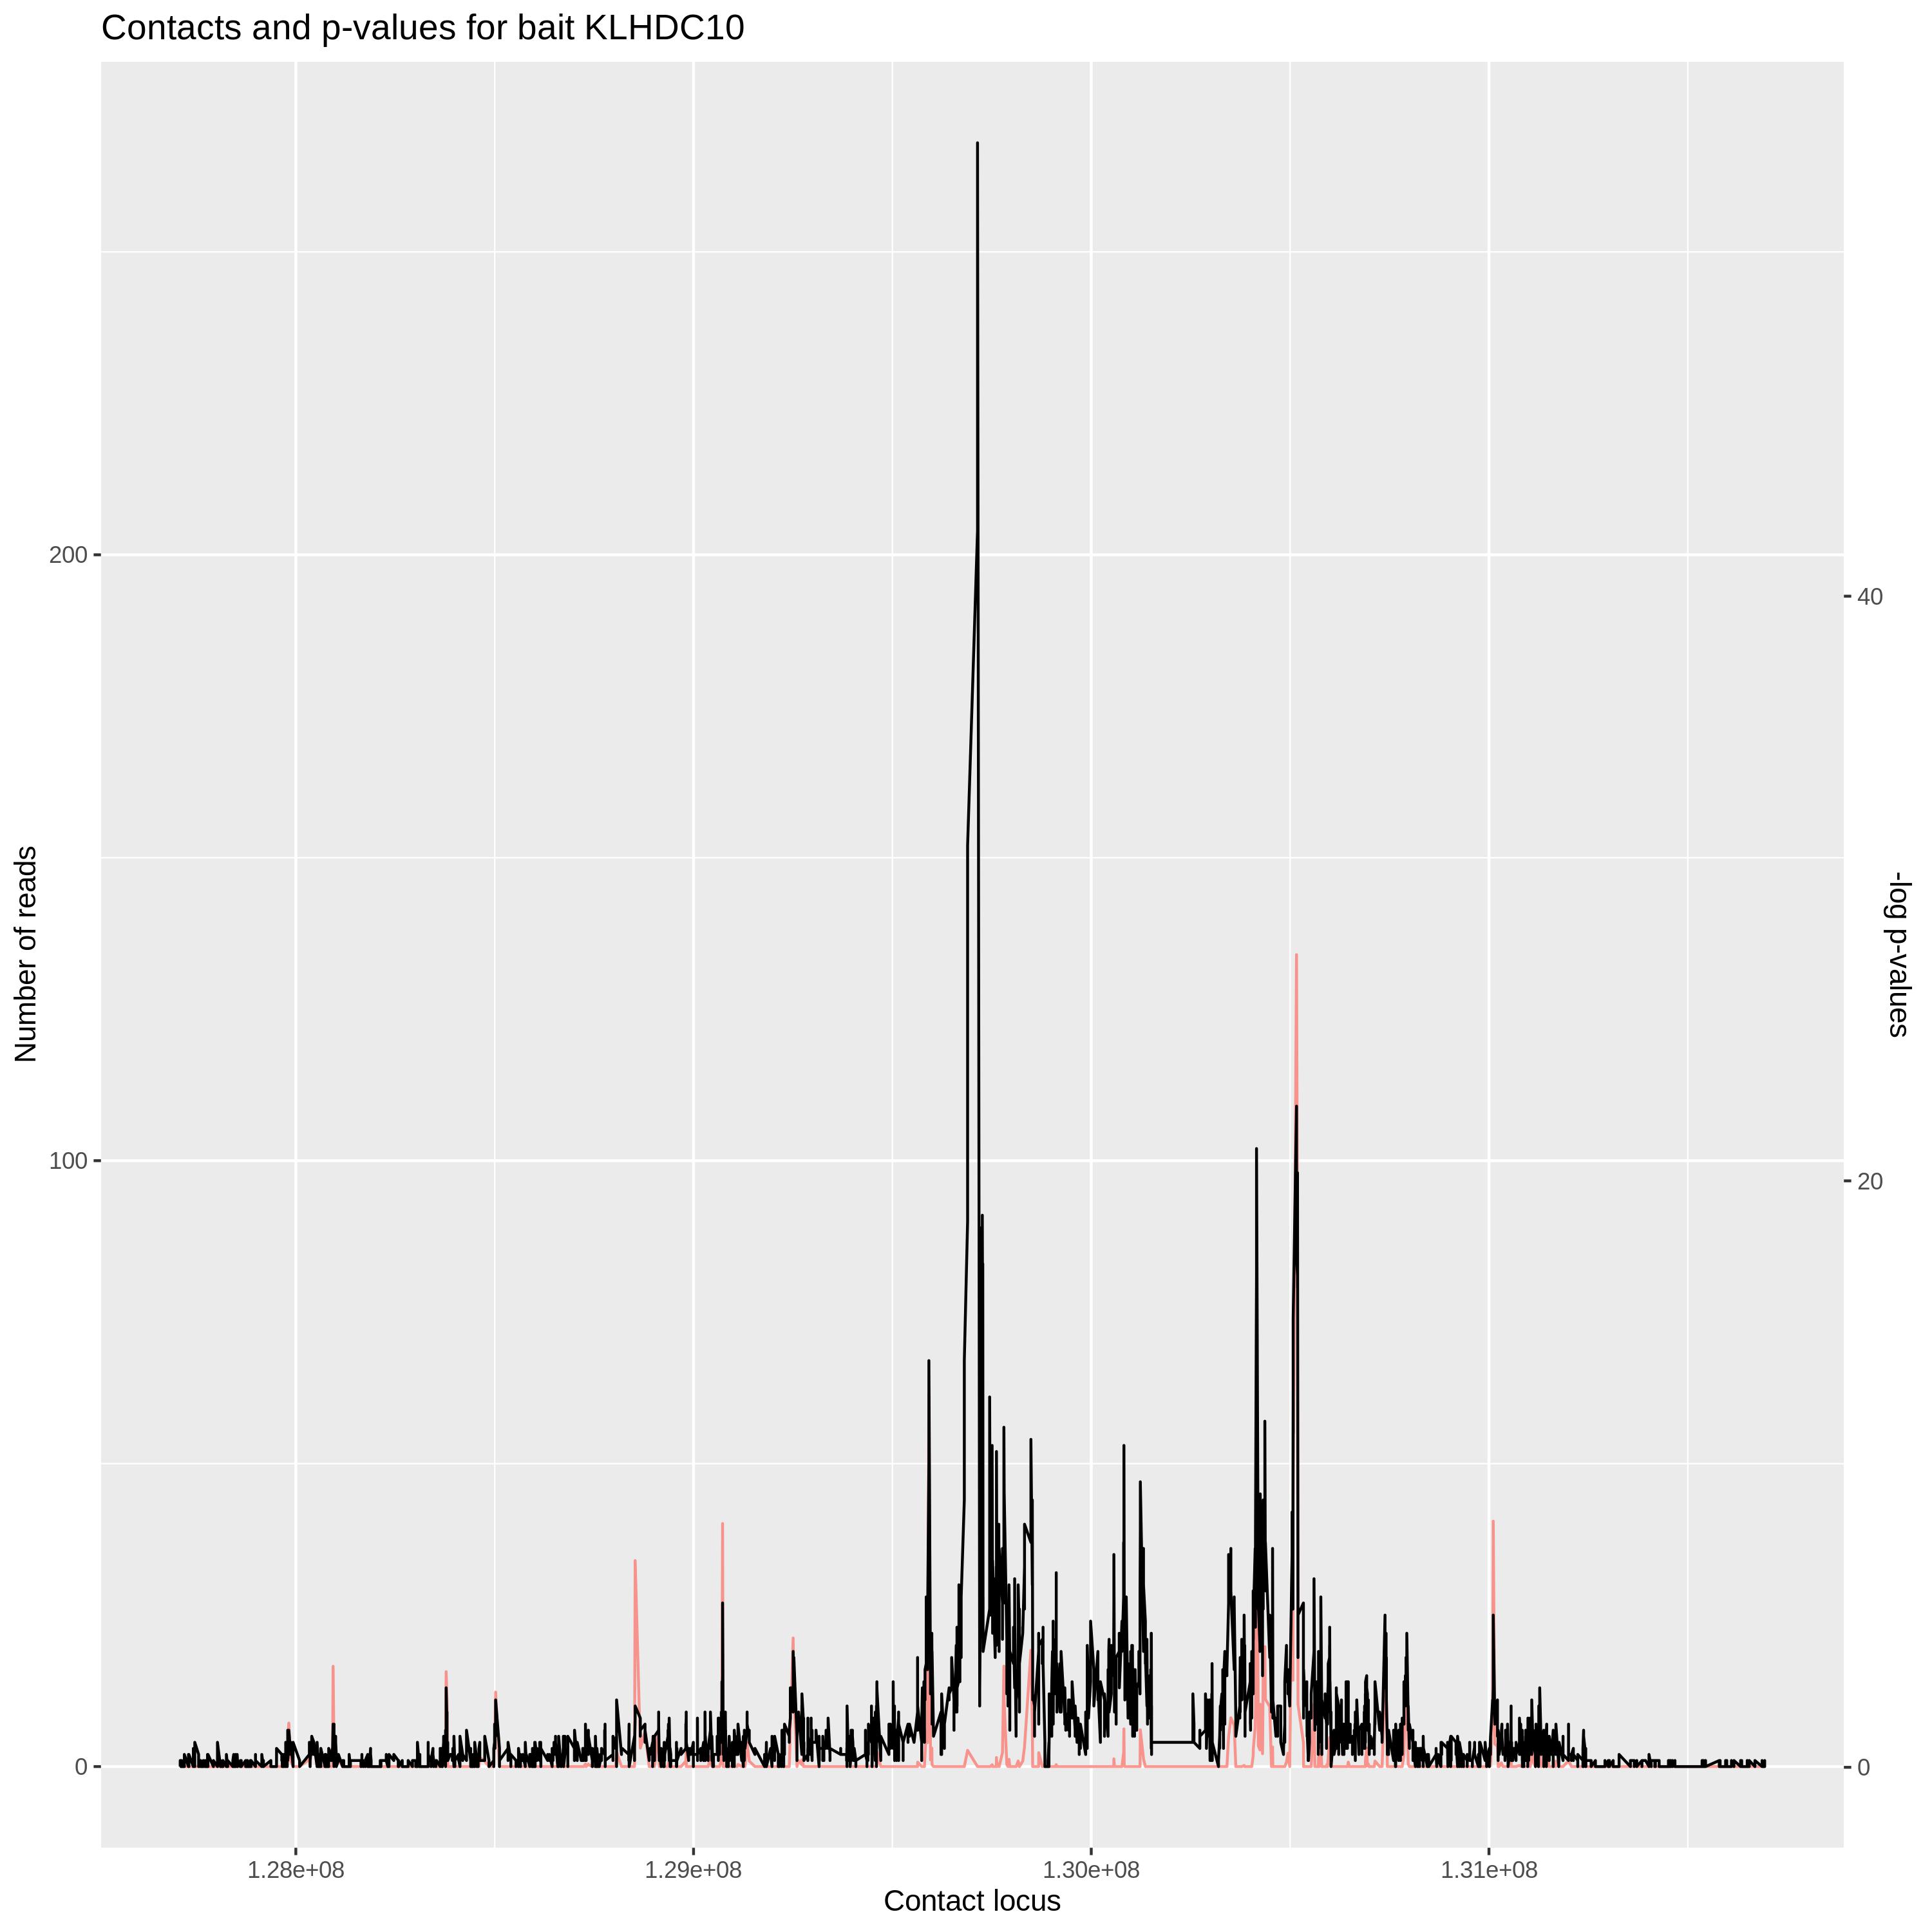 Contacts and p-values for bait KLHDC10
Number of reads
200
100
0
40
20
0
-log p-values
1.28e+08
1.29e+08
1.30e+08
1.31e+08
Contact locus